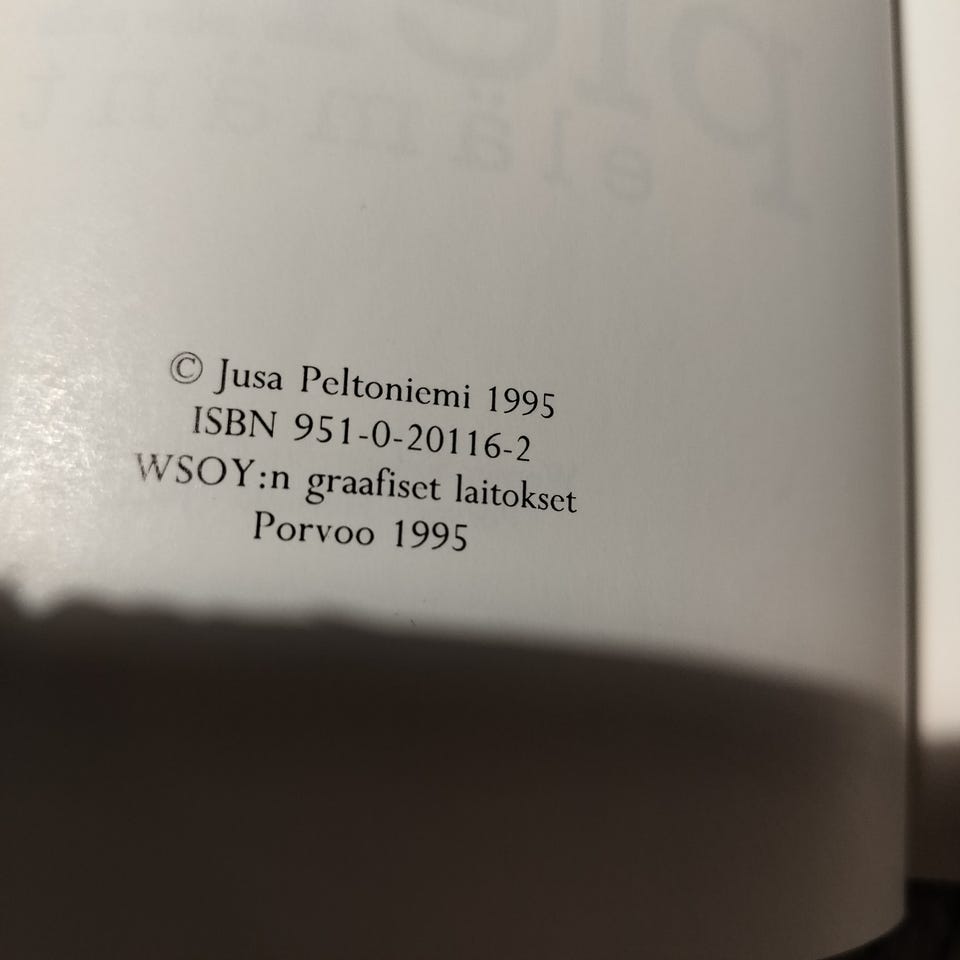 © Jusa Peltoniemi 1995
ISBN 951-0-20116-2
WSOY:n graafiset laitokset
Porvoo 1995